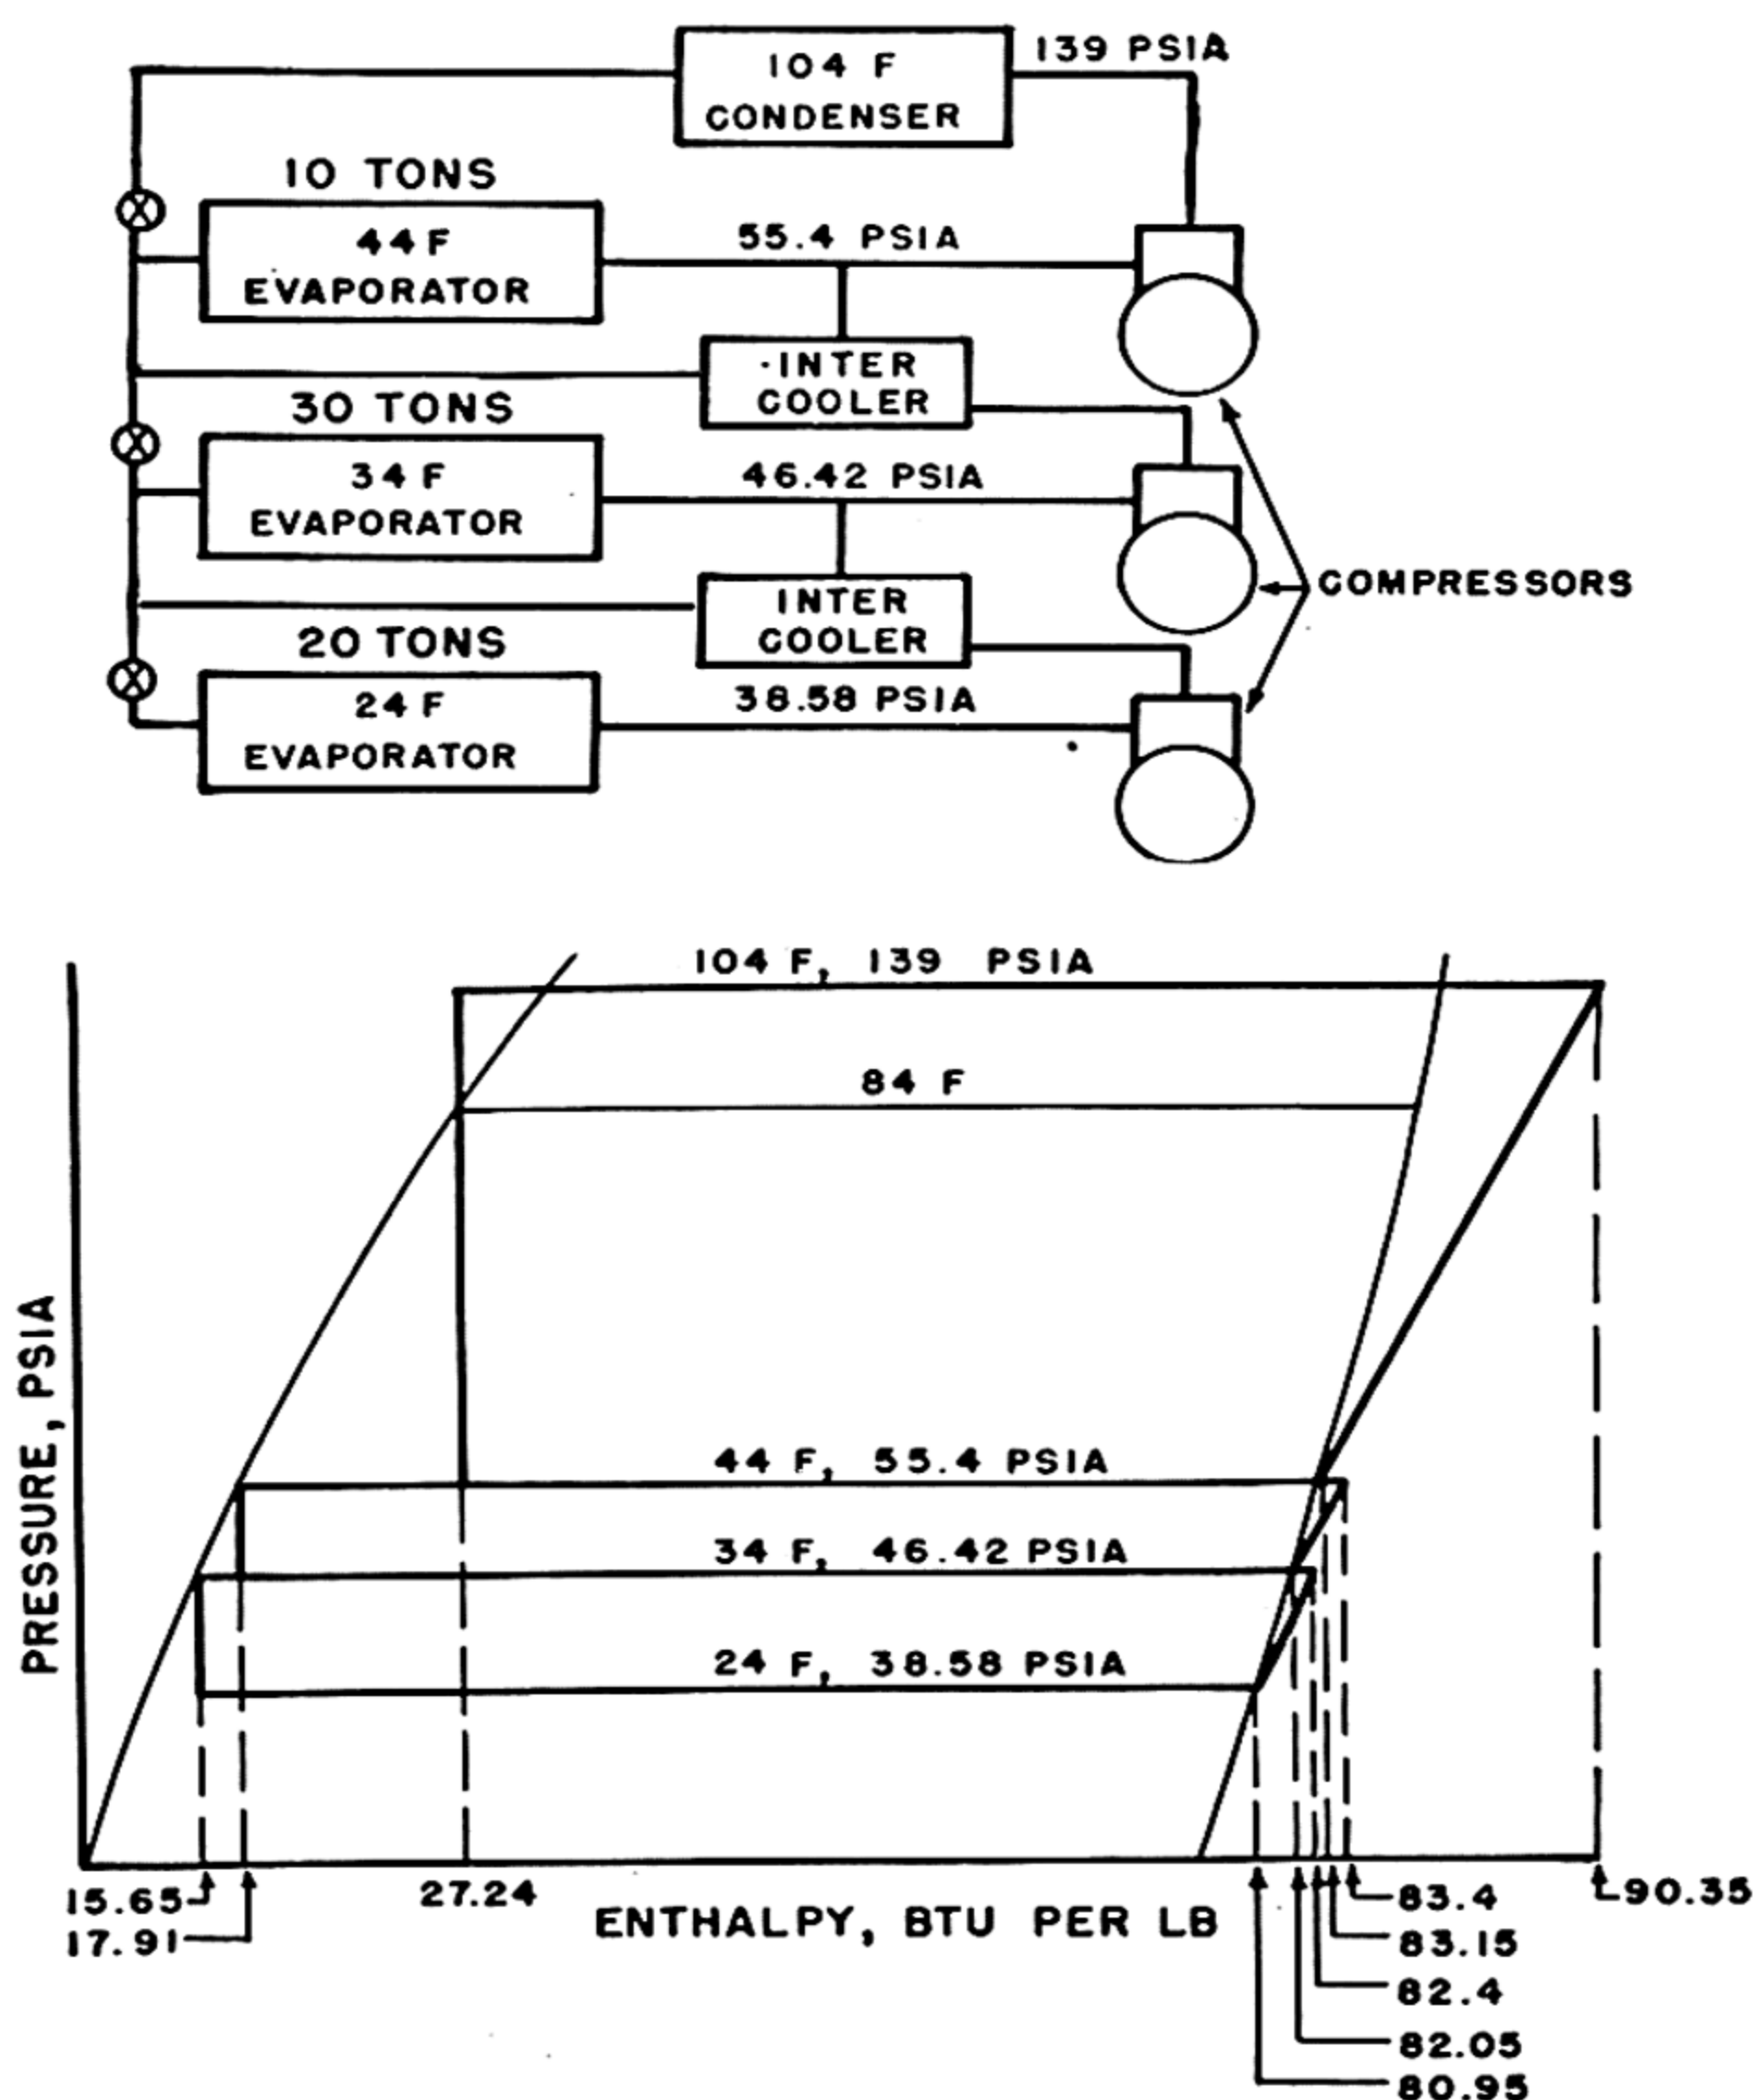 104 F
CONDENSER
139 PSIA
10 TONS
44 F
EVAPORATOR
55.4 PSIA
INTER
COOLER
30 TONS
34 F
EVAPORATOR
46.42 PSIA
COMPRESSORS
INTER
COOLER
20 TONS
24 F
EVAPORATOR
38.58 PSIA
104 F, 139 PSIA
84 F
44 F, 55.4 PSIA
34 F, 46.42 PSIA
24 F, 38.58 PSIA
PRESSURE, PSIA
15.65
17.91
27.24
ENTHALPY, BTU PER LB
83.4
90.35
83.15
82.4
82.05
80.95